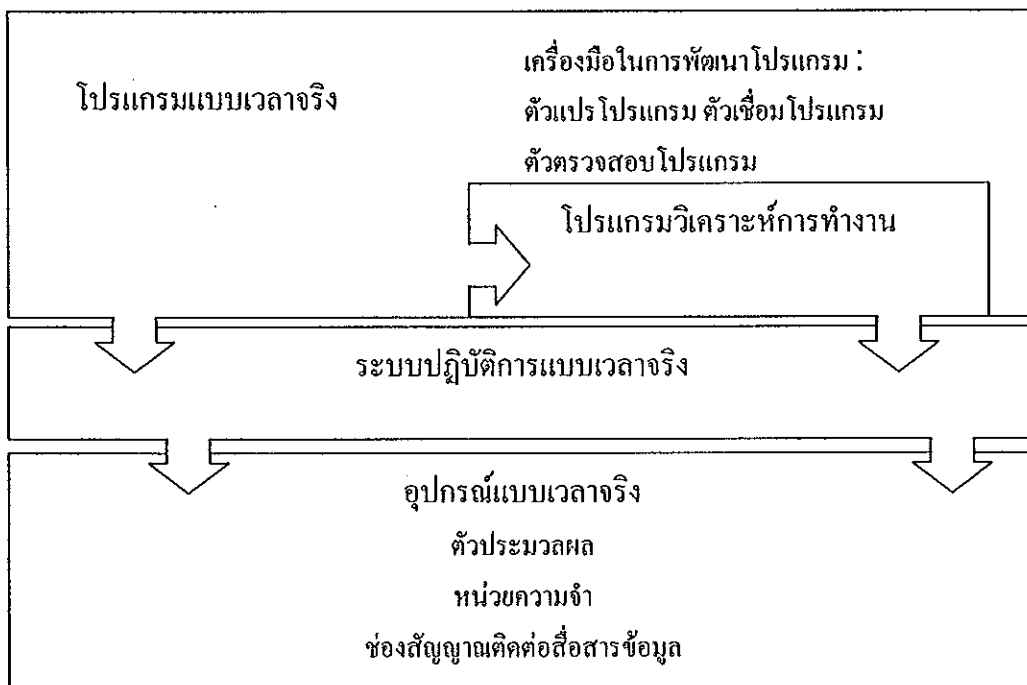 โปรแกรมแบบเวลาจริง
เครื่องมือในการพัฒนาโปรแกรม :
ตัวแปรโปรแกรม ตัวเชื่อมโปรแกรม
ตัวตรวจสอบโปรแกรม
โปรแกรมวิเคราะห์การทำงาน
ระบบปฏิบัติการแบบเวลาจริง
อุปกรณ์แบบเวลาจริง
ตัวประมวลผล
หน่วยความจำ
ช่องสัญญาณติดต่อสื่อสารข้อมูล